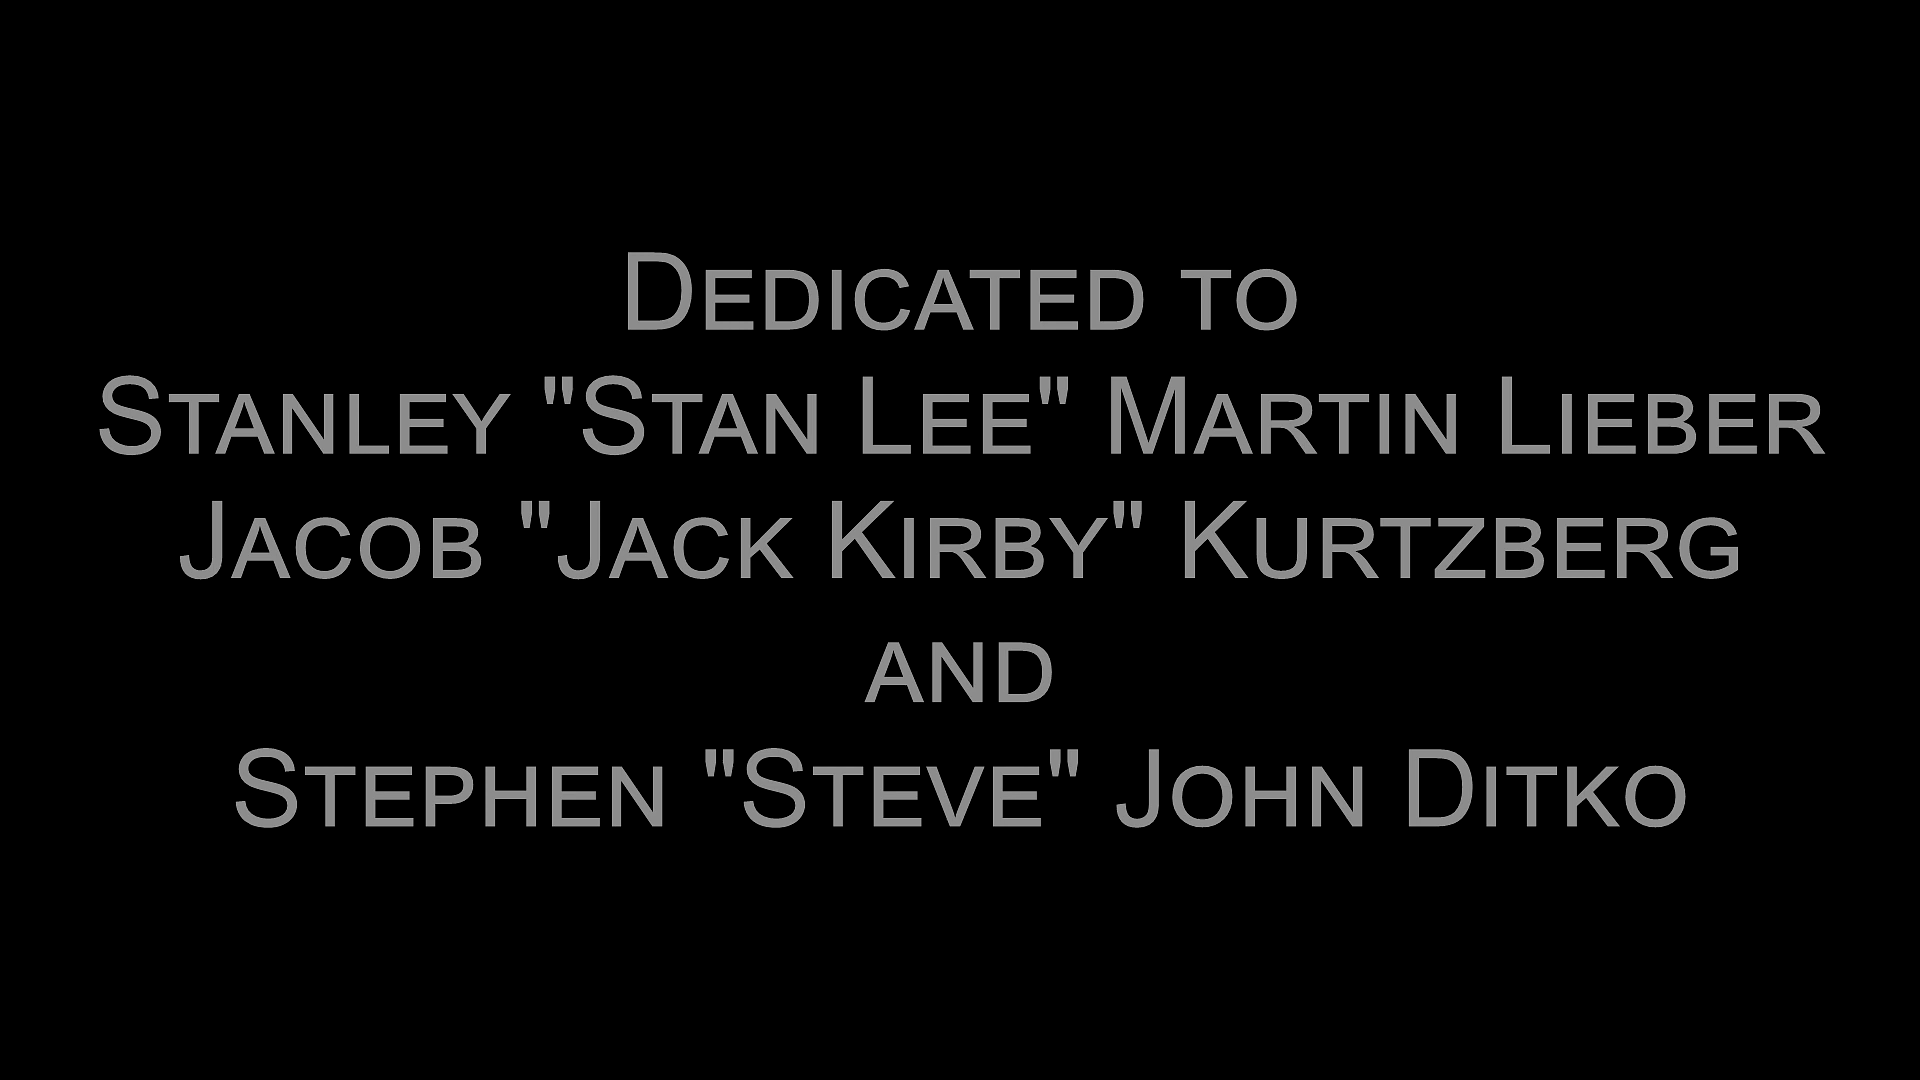 Dedicated to
Stanley "Stan Lee" Martin Lieber
Jacob "Jack Kirby" Kurtzberg
and
Stephen "Steve" John Ditko